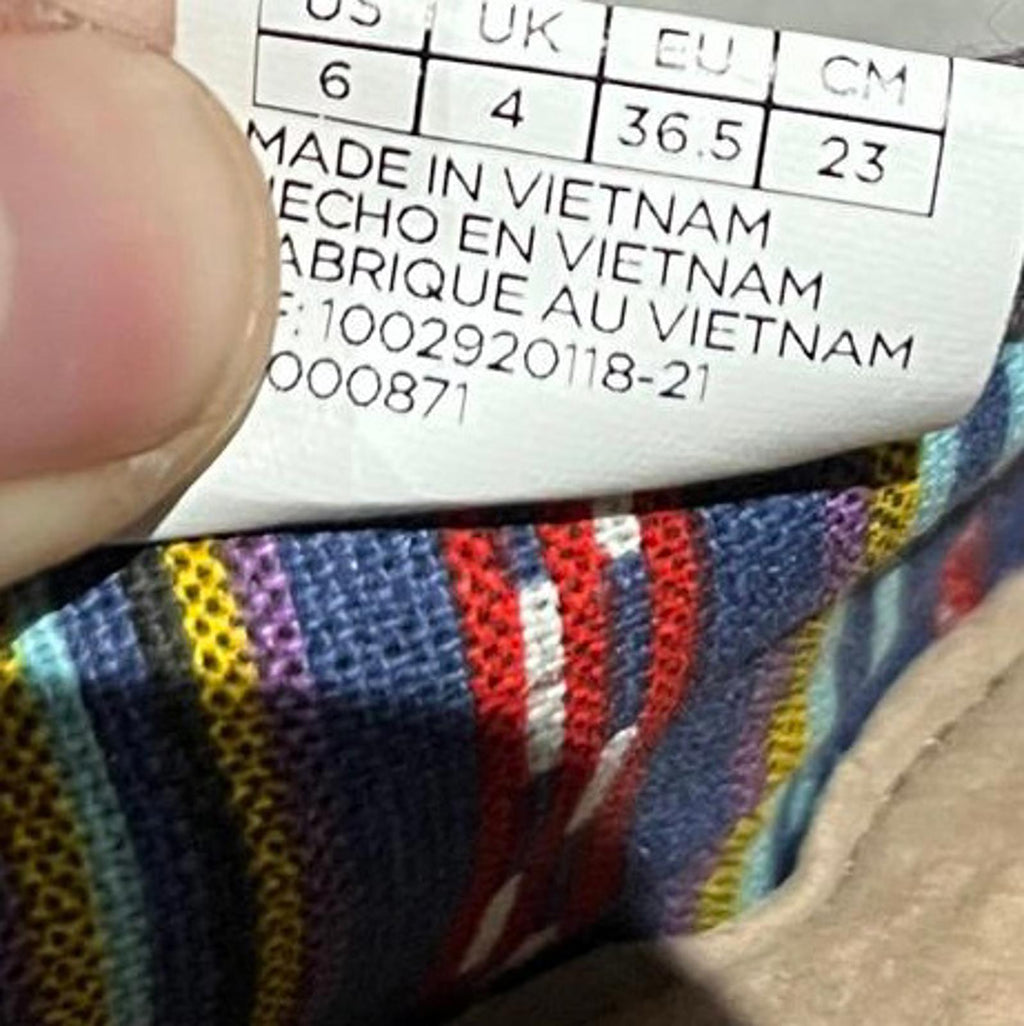 US UK EU CM
6 4 36.5 23
MADE IN VIETNAM
HECHO EN VIETNAM
FABRIQUE AU VIETNAM
F: 1002920118-21
000871